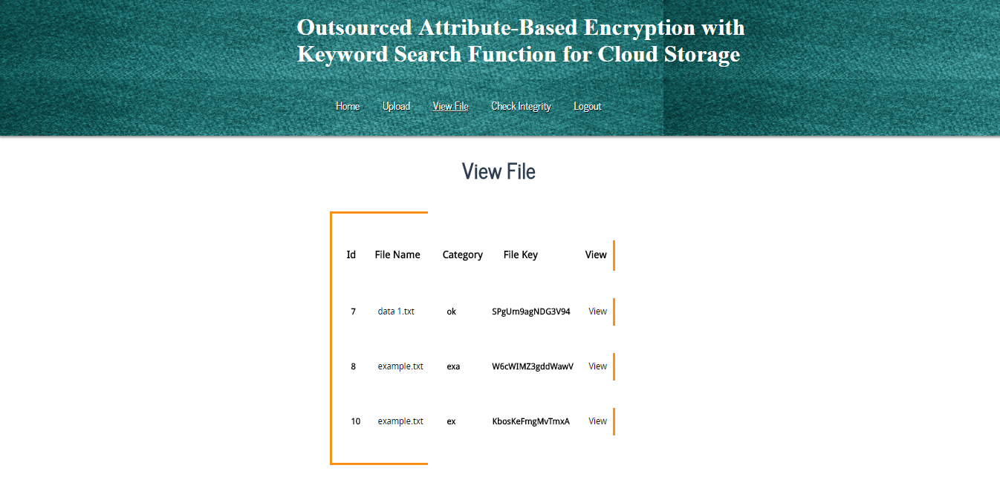 Outsourced Attribute-Based Encryption with
Keyword Search Function for Cloud Storage
Home Upload View File Check Integrity Logout
View File
Id File Name Category File Key View
7 data 1.txt ok SPgUm9agNDG3V94 View
8 example.txt exa W6cWIMZ3gddWawV View
10 example.txt ex KbosKeFmgMvTmxA View